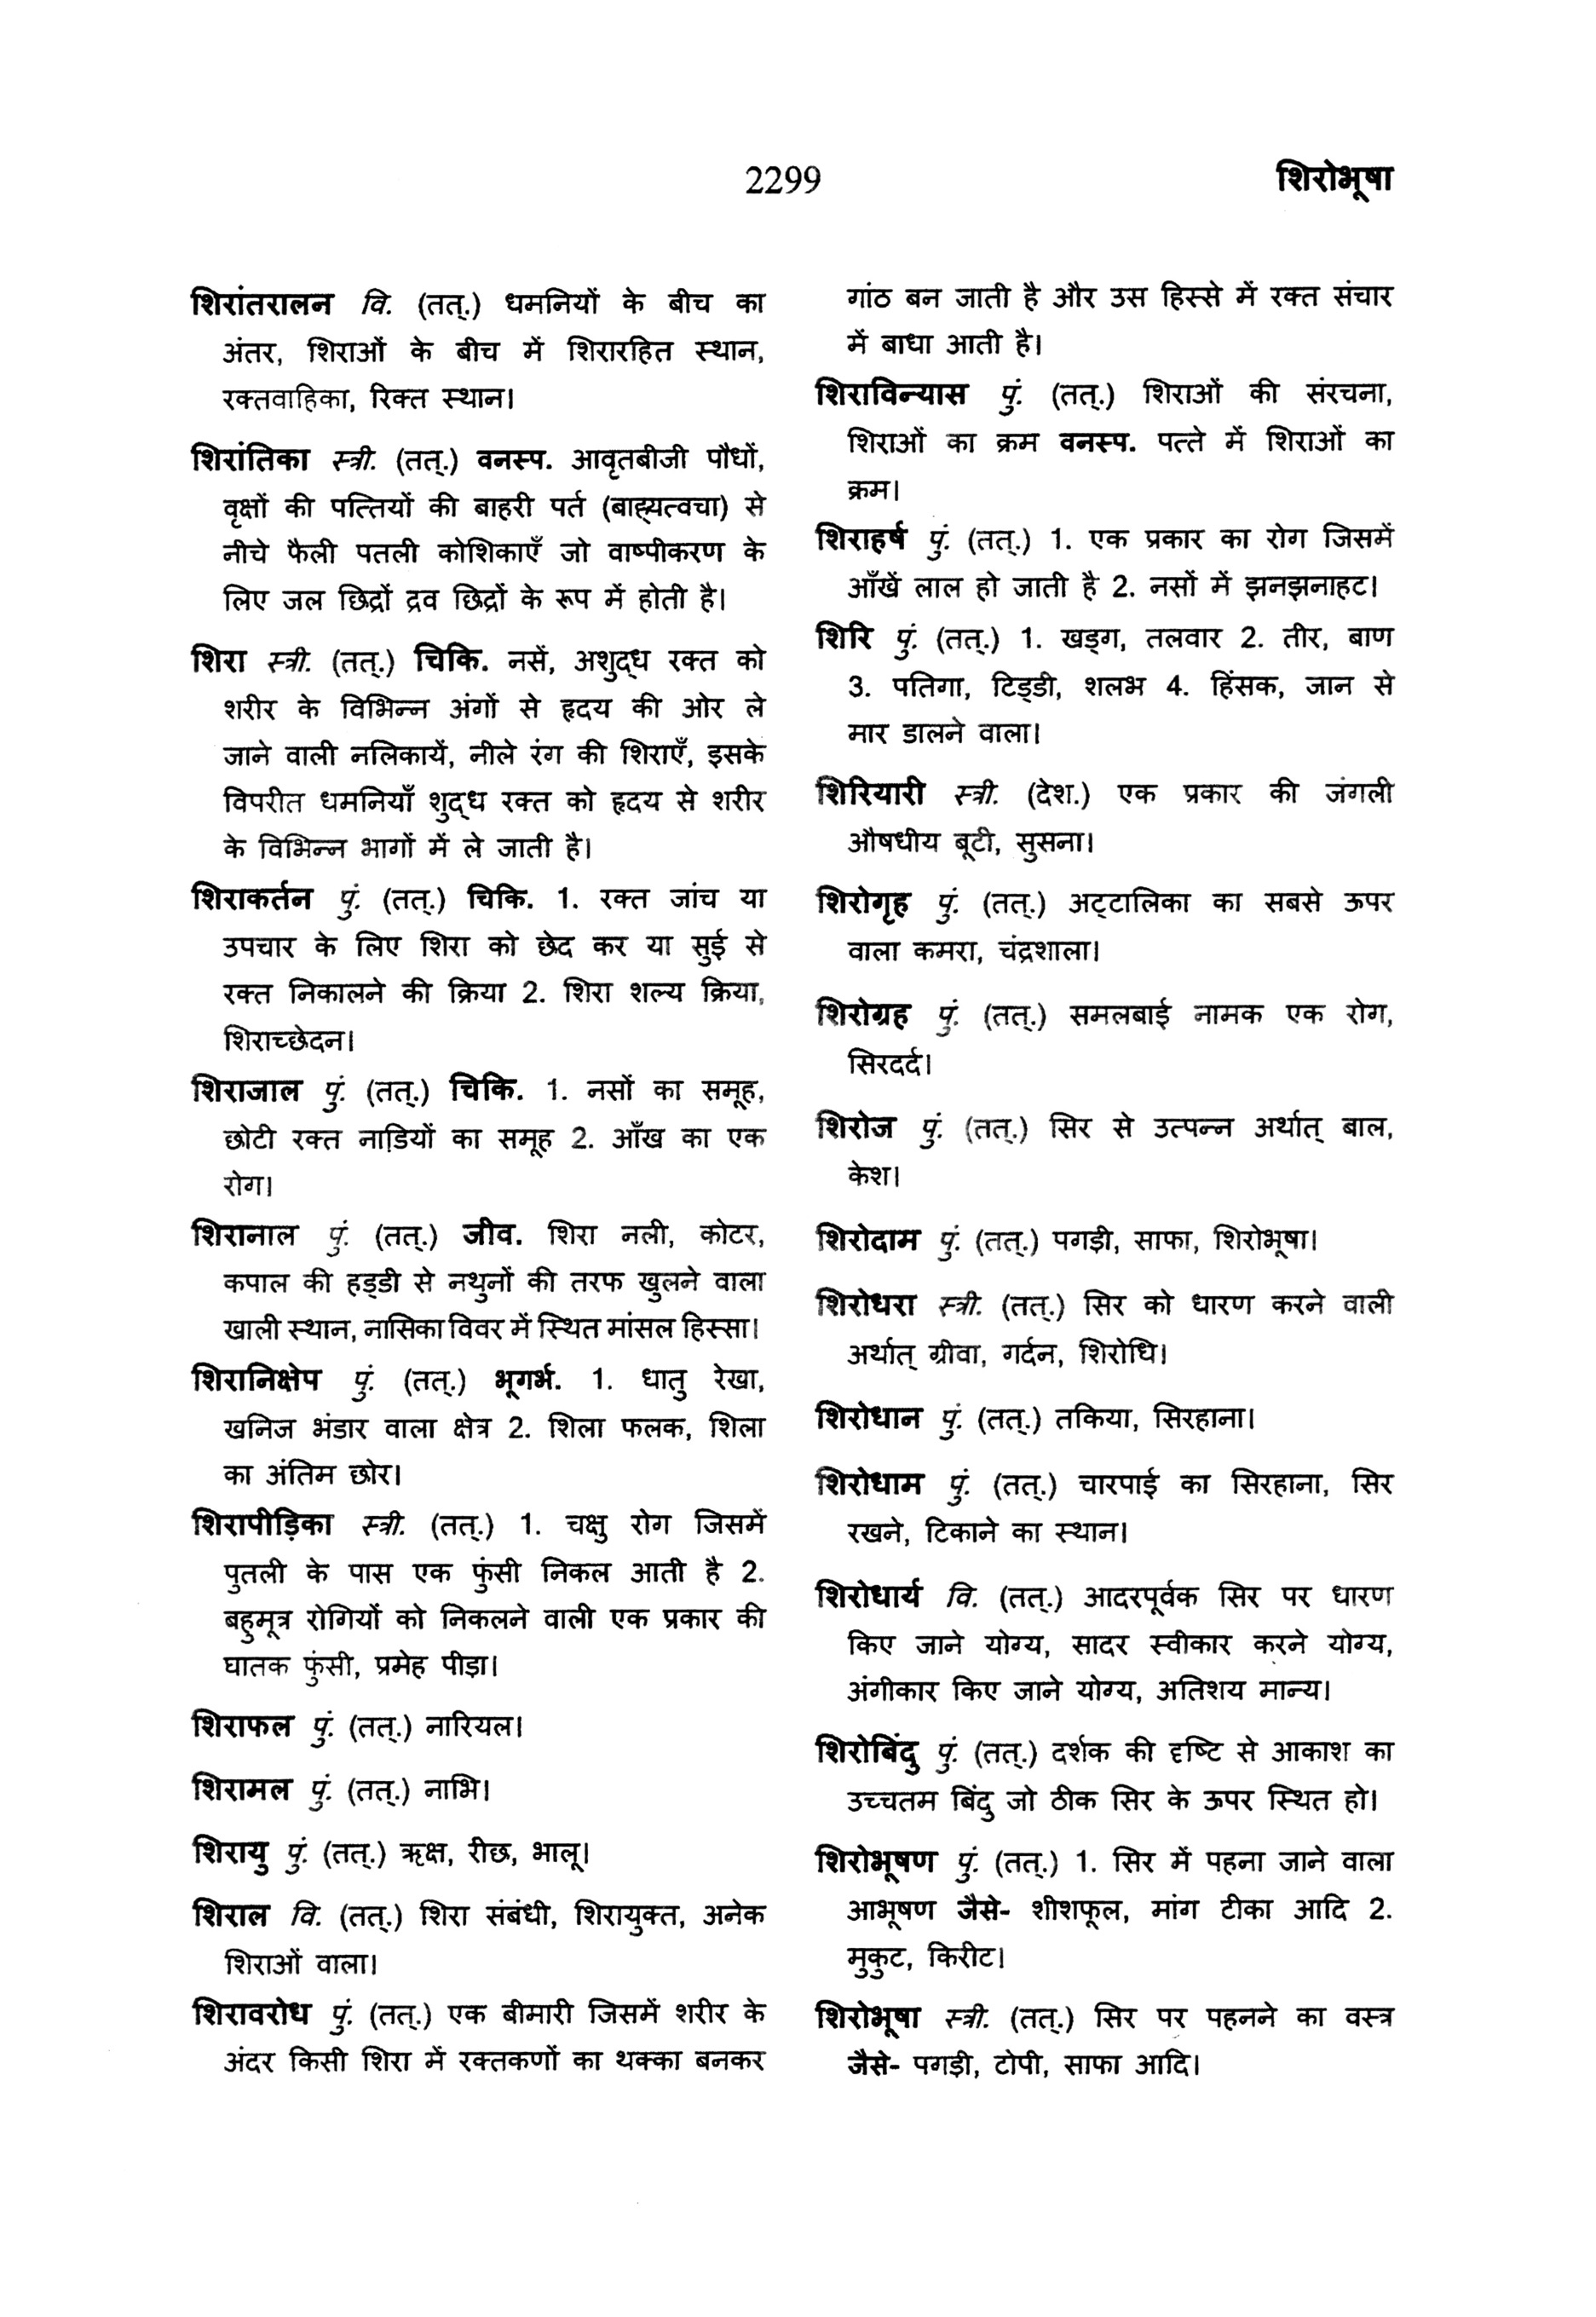 2299
शिरोभूषा
शिरांतरालन वि. (तत्.) धमनियों के बीच का
अंतर, शिराओं के बीच में शिरारहित स्थान,
रक्तवाहिका, रिक्त स्थान।
शिरांतिका स्त्री. (तत्.) वनस्प. आवृतबीजी पौधों,
वृक्षों की पत्तियों की बाहरी पर्त (बाह्यत्वचा) से
नीचे फैली पतली कोशिकाएँ जो वाष्पीकरण के
लिए जल छिद्रों द्रव छिद्रों के रूप में होती है।
शिरा स्त्री. (तत्.) चिकि. नसें, अशुद्ध रक्त को
शरीर के विभिन्न अंगों से हृदय की ओर ले
जाने वाली नलिकायें, नीले रंग की शिराएँ, इसके
विपरीत धमनियाँ शुद्ध रक्त को हृदय से शरीर
के विभिन्न भागों में ले जाती है।
शिराकर्तन पुं. (तत्.) चिकि. 1. रक्त जांच या
उपचार के लिए शिरा को छेद कर या सुई से
रक्त निकालने की क्रिया 2. शिरा शल्य क्रिया,
शिराच्छेदन।
शिराजाल पुं. (तत्.) चिकि. 1. नसों का समूह,
छोटी रक्त नाडियों का समूह 2. आँख का एक
रोग।
शिरानाल पुं. (तत्.) जीव. शिरा नली, कोटर,
कपाल की हड्डी से नथुनों की तरफ खुलने वाला
खाली स्थान, नासिका विवर में स्थित मांसल हिस्सा।
शिरानिक्षेप पुं. (तत्.) भूगर्भ. 1. धातु रेखा,
खनिज भंडार वाला क्षेत्र 2. शिला फलक, शिला
का अंतिम छोर।
शिरापीड़िका स्त्री. (तत्.) 1. चक्षु रोग जिसमें
पुतली के पास एक फुंसी निकल आती है 2.
बहुमूत्र रोगियों को निकलने वाली एक प्रकार की
घातक फुंसी, प्रमेह पीड़ा।
शिराफल पुं. (तत्.) नारियल।
शिरामल पुं. (तत्.) नाभि।
शिरायु पुं. (तत्.) ऋक्ष, रीछ, भालू।
शिराल वि. (तत्.) शिरा संबंधी, शिरायुक्त, अनेक
शिराओं वाला।
शिरावरोध पुं. (तत्.) एक बीमारी जिसमें शरीर के
अंदर किसी शिरा में रक्तकणों का थक्का बनकर
गांठ बन जाती है और उस हिस्से में रक्त संचार
में बाधा आती है।
शिराविन्यास पुं. (तत्.) शिराओं की संरचना,
शिराओं का क्रम वनस्प. पत्ते में शिराओं का
क्रम।
शिराहर्ष पुं. (तत्.) 1. एक प्रकार का रोग जिसमें
आँखें लाल हो जाती है 2. नसों में झनझनाहट।
शिरि पुं. (तत्.) 1. खड्ग, तलवार 2. तीर, बाण
3. पतिगा, टिड्डी, शलभ 4. हिंसक, जान से
मार डालने वाला।
शिरियारी स्त्री. (देश.) एक प्रकार की जंगली
औषधीय बूटी, सुसना।
शिरोगृह पुं. (तत्.) अट्टालिका का सबसे ऊपर
वाला कमरा, चंद्रशाला।
शिरोग्रह पुं. (तत्.) समलबाई नामक एक रोग,
सिरदर्द।
शिरोज पुं. (तत्.) सिर से उत्पन्न अर्थात् बाल,
केश।
शिरोदाम पुं. (तत्.) पगड़ी, साफा, शिरोभूषा।
शिरोधरा स्त्री. (तत्.) सिर को धारण करने वाली
अर्थात् ग्रीवा, गर्दन, शिरोधि।
शिरोधान पुं. (तत्.) तकिया, सिरहाना।
शिरोधाम पुं. (तत्.) चारपाई का सिरहाना, सिर
रखने, टिकाने का स्थान।
शिरोधार्य वि. (तत्.) आदरपूर्वक सिर पर धारण
किए जाने योग्य, सादर स्वीकार करने योग्य,
अंगीकार किए जाने योग्य, अतिशय मान्य।
शिरोबिंदु पुं. (तत्.) दर्शक की दृष्टि से आकाश का
उच्चतम बिंदु जो ठीक सिर के ऊपर स्थित हो।
शिरोभूषण पुं. (तत्.) 1. सिर में पहना जाने वाला
आभूषण जैसे- शीशफूल, मांग टीका आदि 2.
मुकुट, किरीट।
शिरोभूषा स्त्री. (तत्.) सिर पर पहनने का वस्त्र
जैसे- पगड़ी, टोपी, साफा आदि।